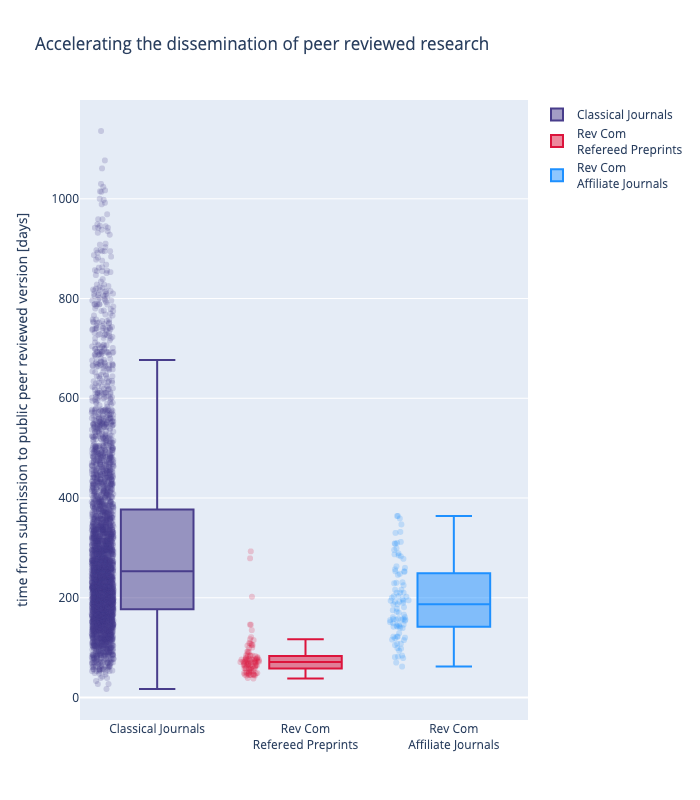 Accelerating the dissemination of peer reviewed research
time from submission to public peer reviewed version [days]
1000
800
600
400
200
0
Classical Journals
Rev Com
Refereed Preprints
Rev Com
Affiliate Journals
Classical Journals
Rev Com
Refereed Preprints
Rev Com
Affiliate Journals